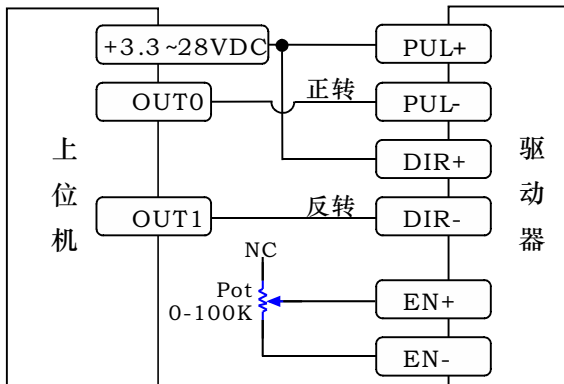 +3.3~28VDC
PUL+
OUT0
正转
PUL-
DIR+
上位机
驱动器
OUT1
反转
DIR-
NC
Pot
0-100K
EN+
EN-